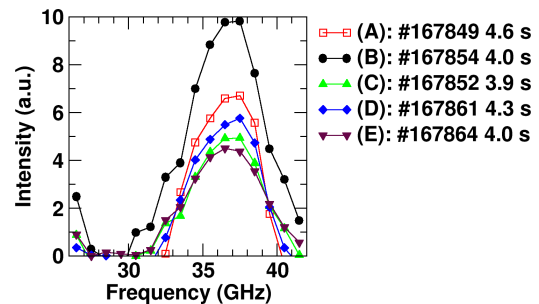 10
8
6
4
2
0
Intensity (a.u.)
30 35 40
Frequency (GHz)
(A): #167849 4.6 s
(B): #167854 4.0 s
(C): #167852 3.9 s
(D): #167861 4.3 s
(E): #167864 4.0 s